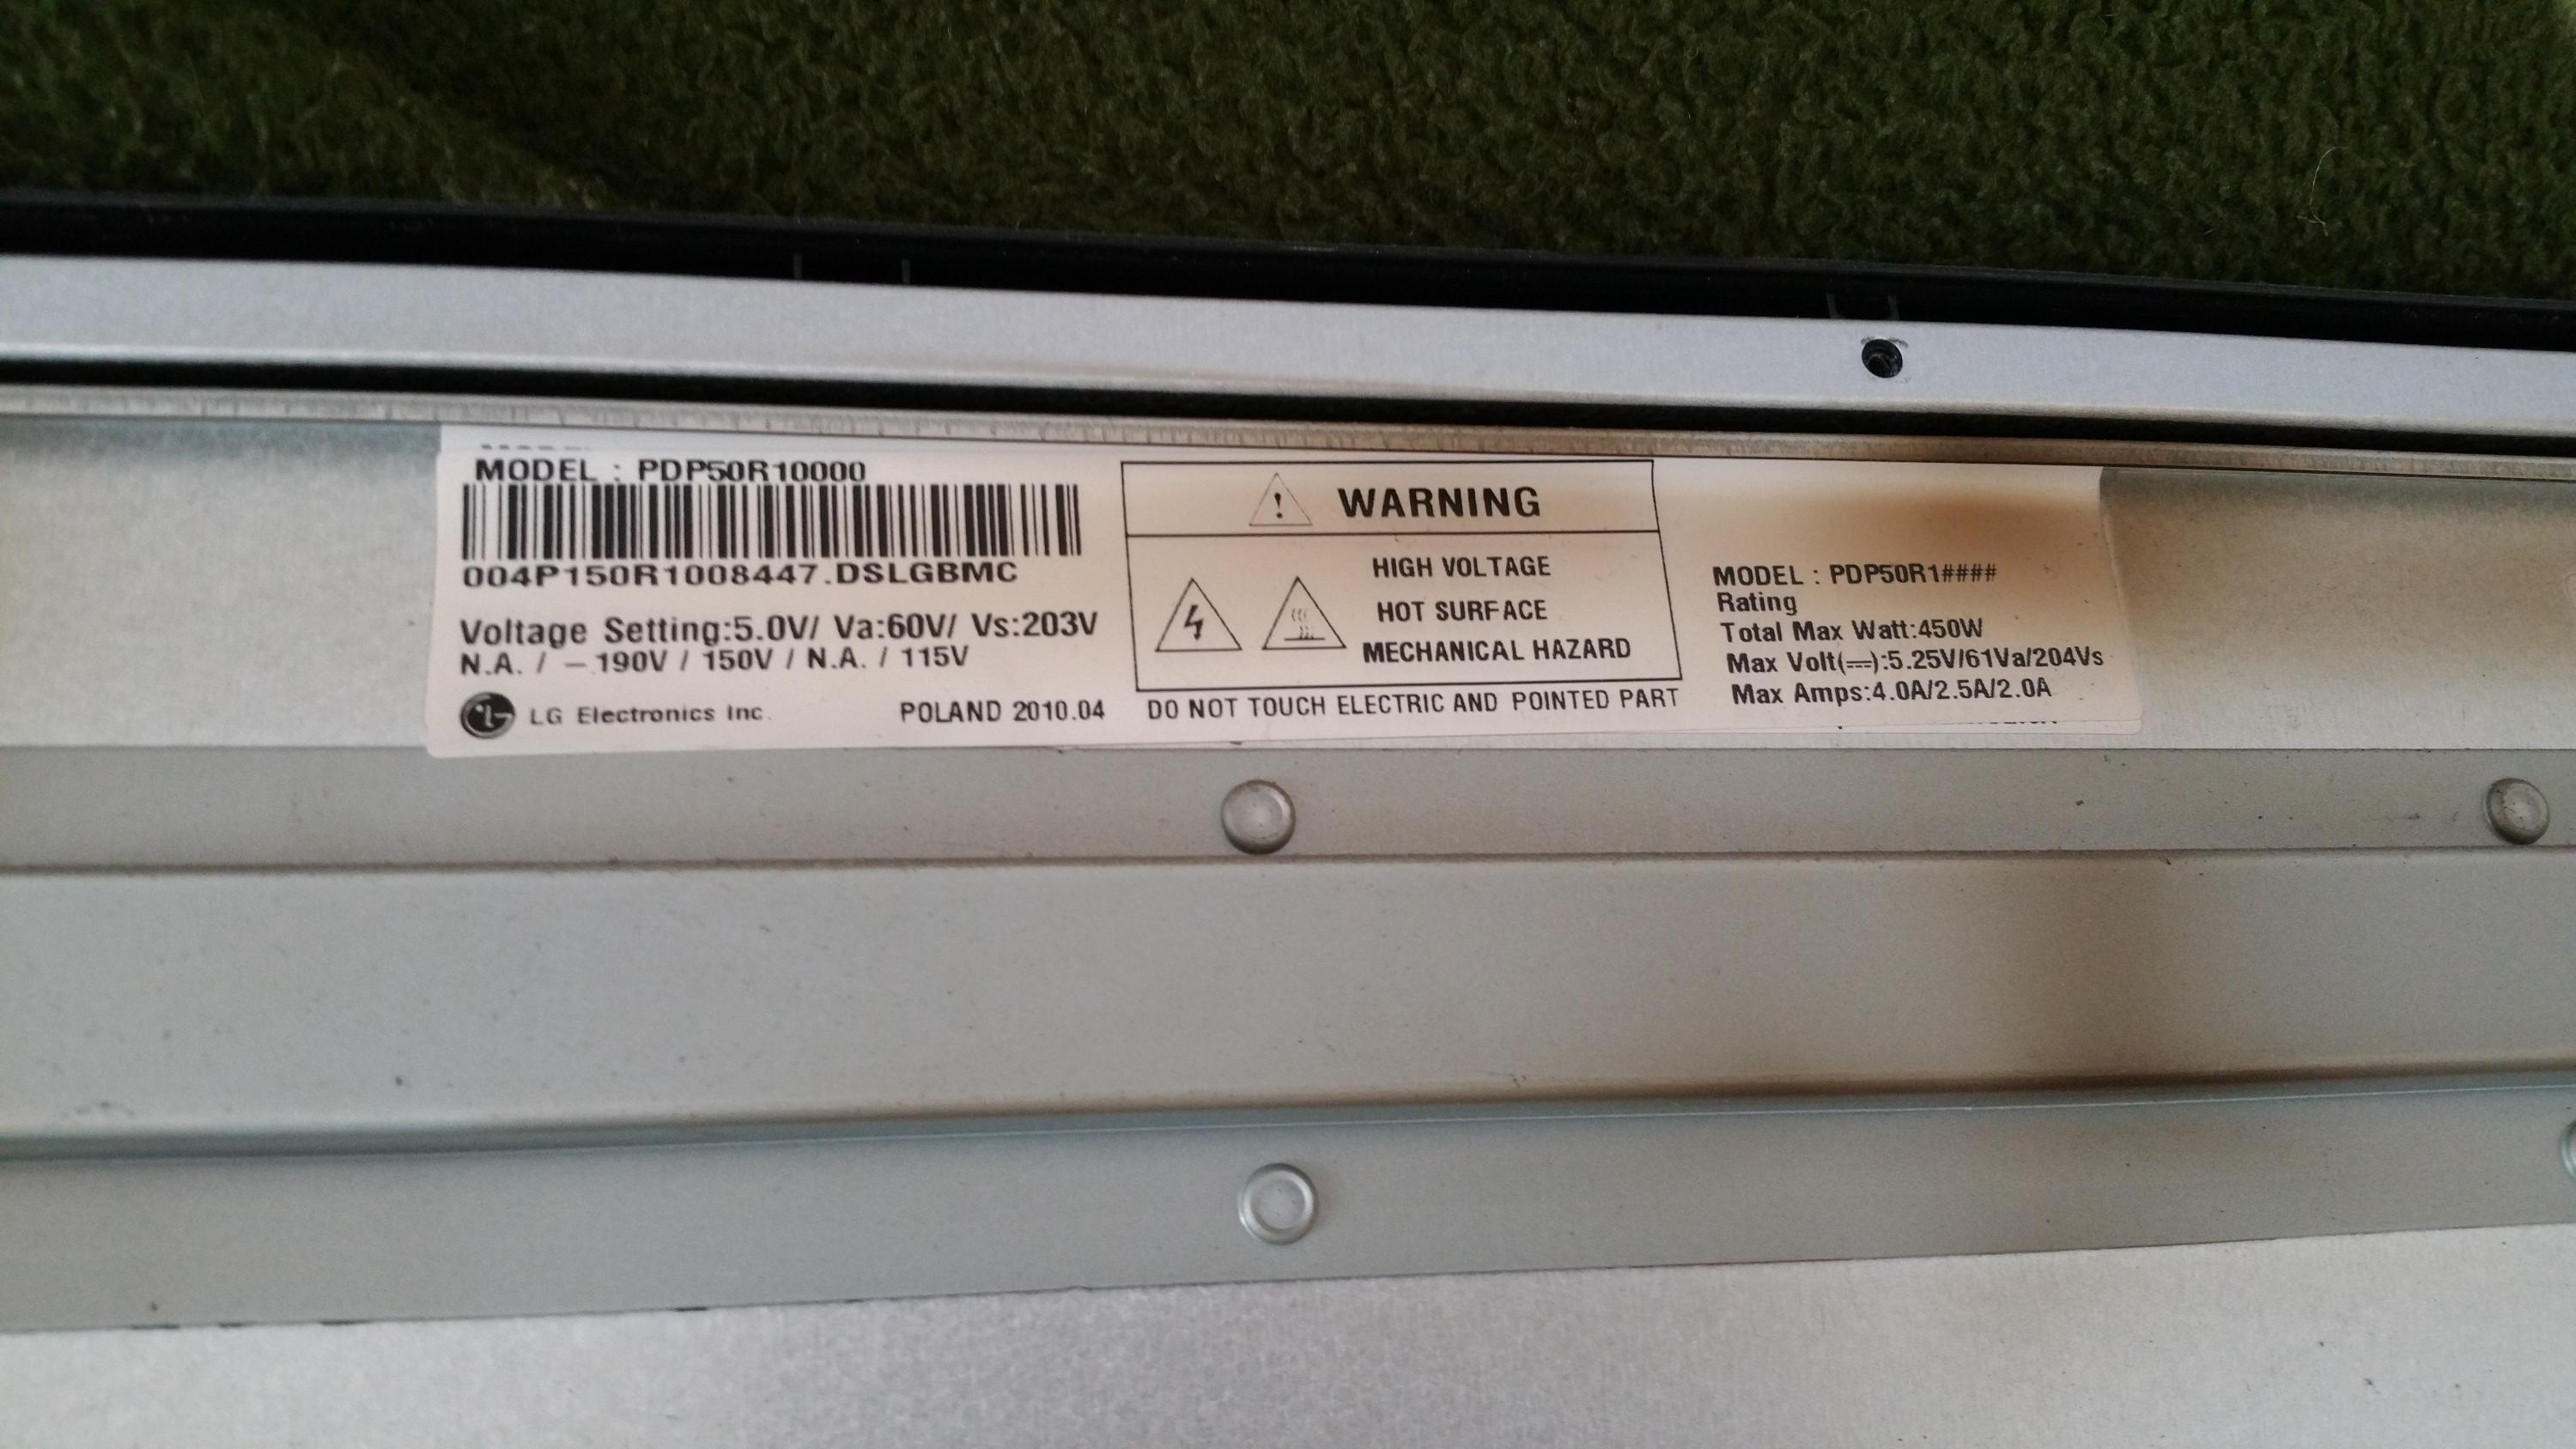 MODEL : PDP50R10000
004P150R1008447.DSLGBMC
Voltage Setting:5.0V/ Va:60V/ Vs:203V
N.A. / – 190V / 150V / N.A. / 115V
LG Electronics Inc.
POLAND 2010.04
! WARNING
HIGH VOLTAGE
HOT SURFACE
MECHANICAL HAZARD
DO NOT TOUCH ELECTRIC AND POINTED PART
MODEL : PDP50R1####
Rating
Total Max Watt:450W
Max Volt(⎓):5.25V/61Va/204Vs
Max Amps:4.0A/2.5A/2.0A